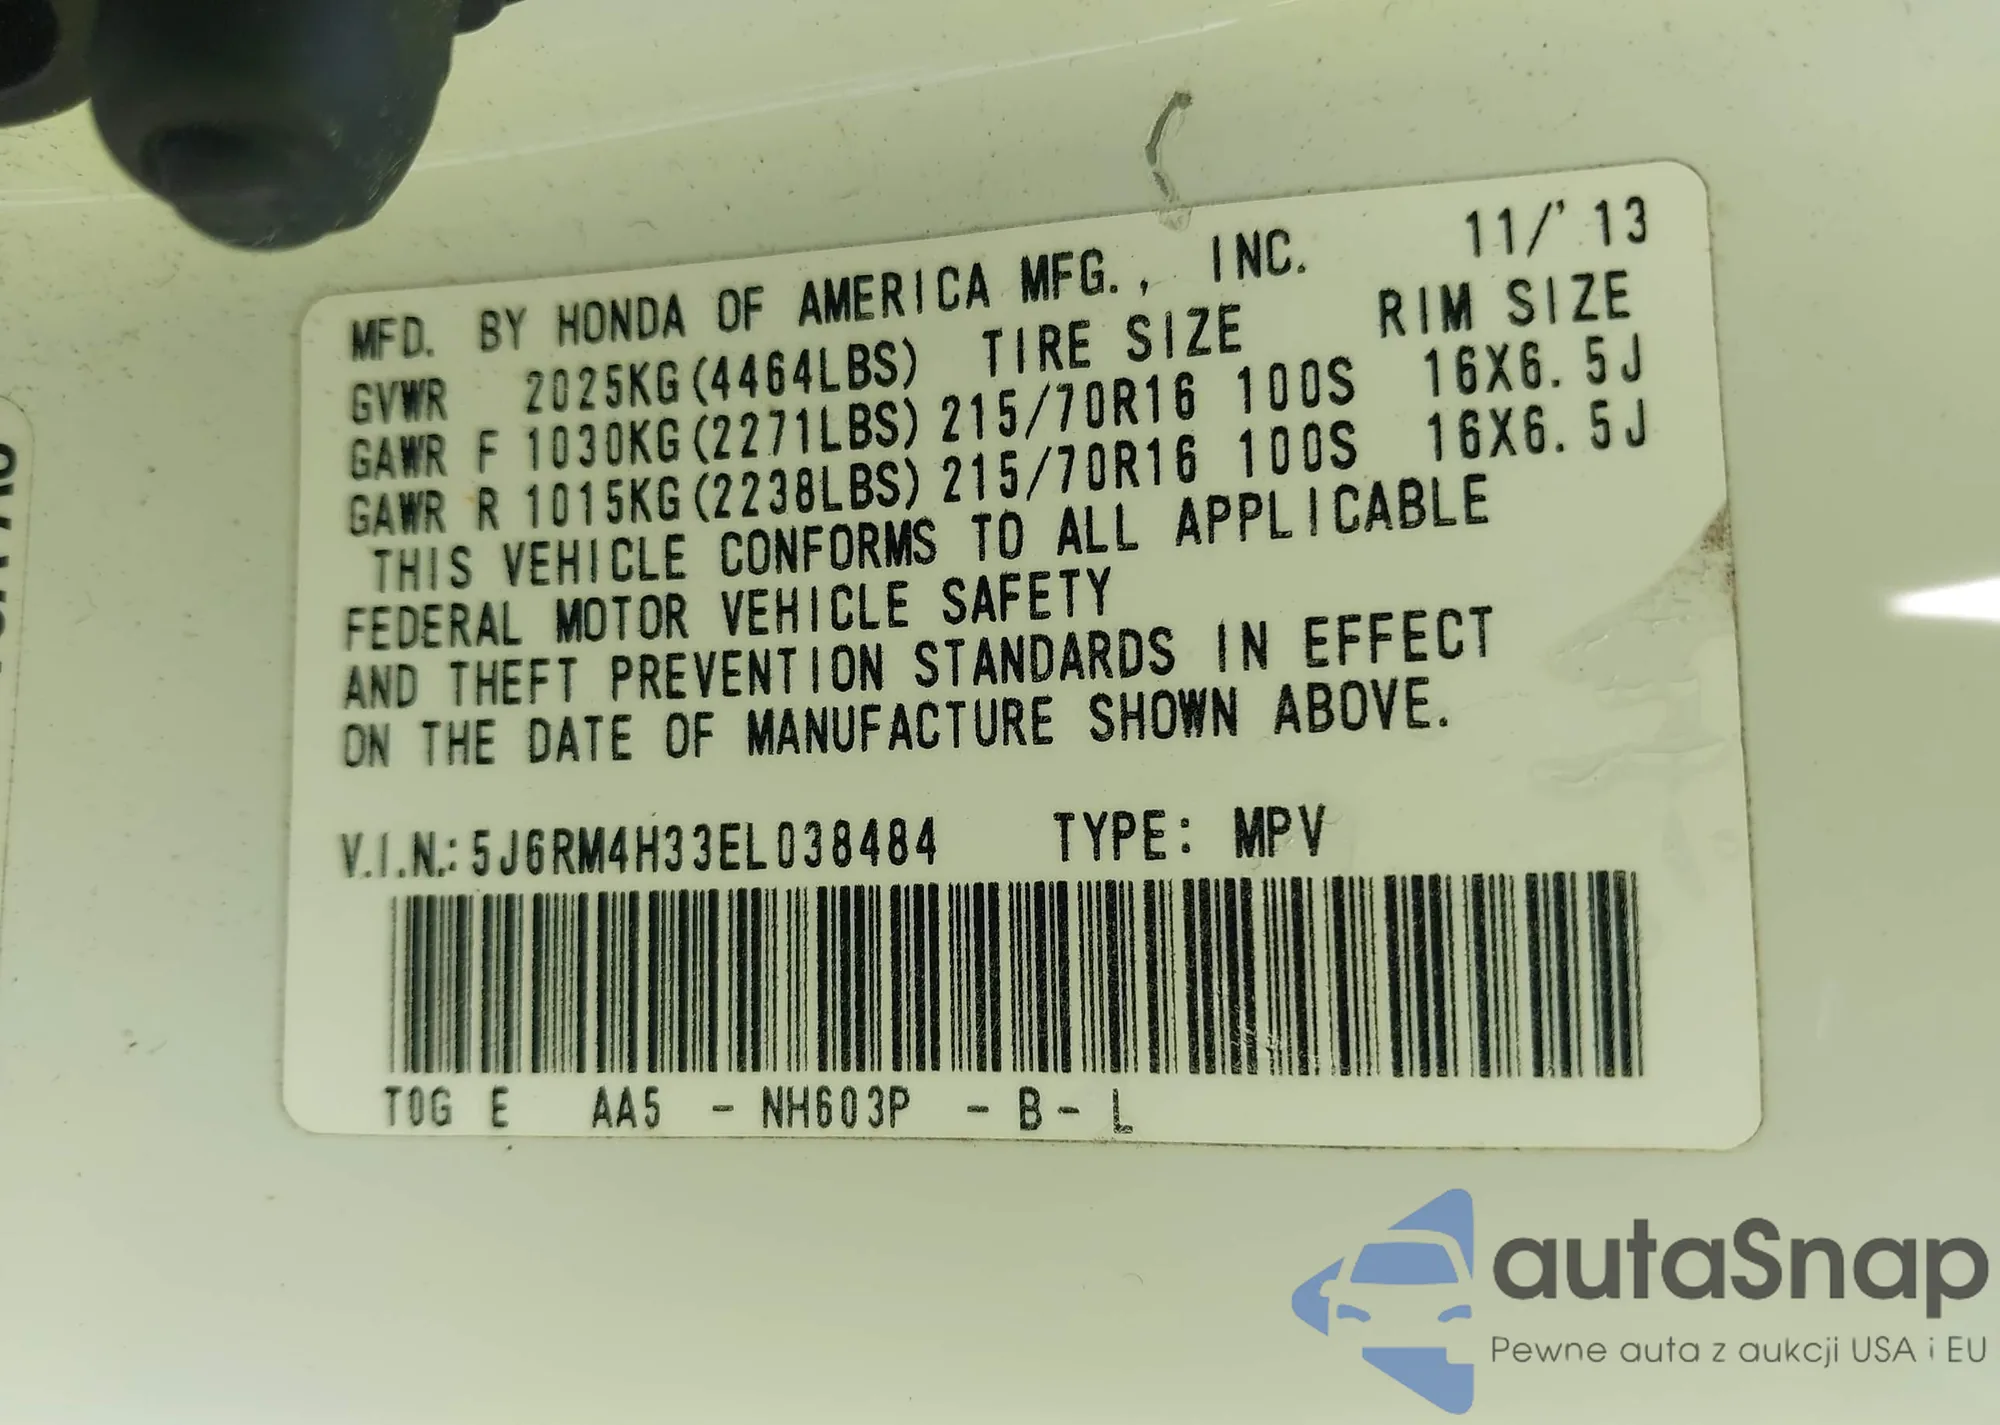 MFD. BY HONDA OF AMERICA MFG., INC. 11/'13
GVWR 2025KG(4464LBS) TIRE SIZE RIM SIZE
GAWR F 1030KG(2271LBS) 215/70R16 100S 16X6.5J
GAWR R 1015KG(2238LBS) 215/70R16 100S 16X6.5J
THIS VEHICLE CONFORMS TO ALL APPLICABLE
FEDERAL MOTOR VEHICLE SAFETY
AND THEFT PREVENTION STANDARDS IN EFFECT
ON THE DATE OF MANUFACTURE SHOWN ABOVE.
V.I.N.: 5J6RM4H33EL038484 TYPE: MPV
T0G E AA5 - NH603P - B - L
autaSnap
Pewne auta z aukcji USA i EU